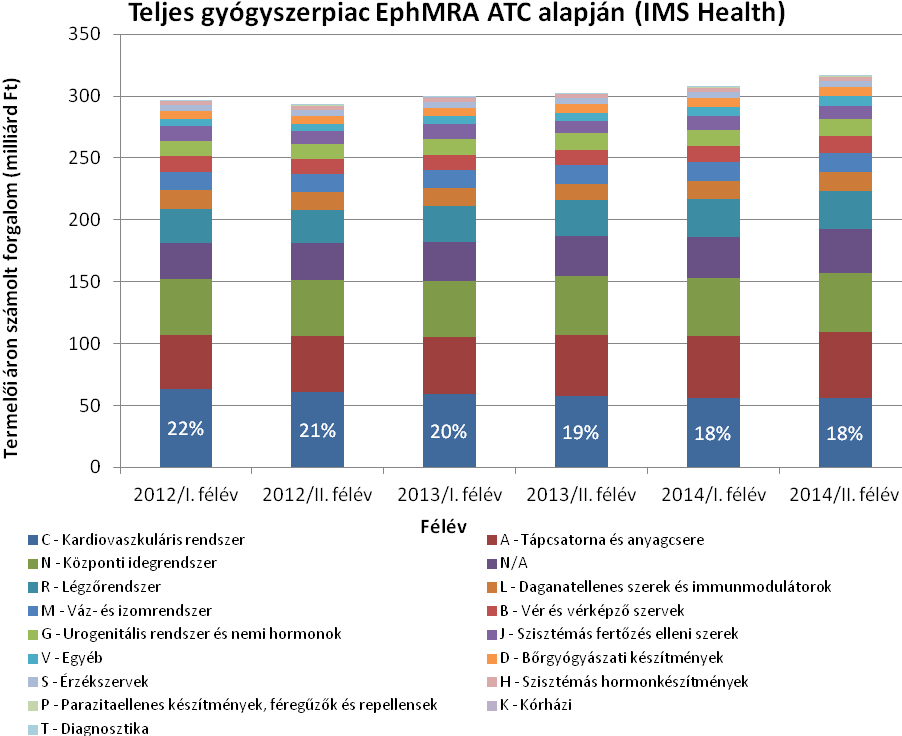 Teljes gyógyszerpiac EphMRA ATC alapján (IMS Health)
Termelői áron számolt forgalom (milliárd Ft)
350
300
250
200
150
100
50
0
22%
21%
20%
19%
18%
18%
2012/I. félév
2012/II. félév
2013/I. félév
2013/II. félév
2014/I. félév
2014/II. félév
Félév
C - Kardiovaszkuláris rendszer
A - Tápcsatorna és anyagcsere
N - Központi idegrendszer
N/A
R - Légzőrendszer
L - Daganatellenes szerek és immunmodulátorok
M - Váz- és izomrendszer
B - Vér és vérképző szervek
G - Urogenitális rendszer és nemi hormonok
J - Szisztémás fertőzés elleni szerek
V - Egyéb
D - Bőrgyógyászati készítmények
S - Érzékszervek
H - Szisztémás hormonkészítmények
P - Parazitaellenes készítmények, féregűzők és repellensek
K - Kórházi
T - Diagnosztika